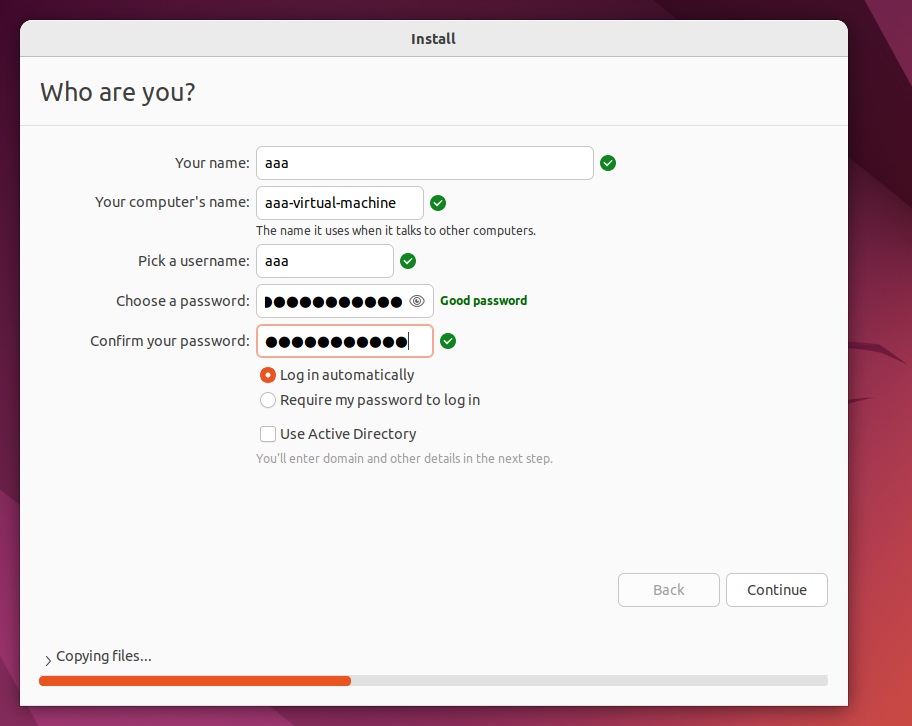 Install
Who are you?
Your name: aaa
Your computer's name: aaa-virtual-machine
The name it uses when it talks to other computers.
Pick a username: aaa
Choose a password: ●●●●●●●●●●● Good password
Confirm your password: ●●●●●●●●●●●
Log in automatically
Require my password to log in
Use Active Directory
You'll enter domain and other details in the next step.
Back Continue
Copying files...